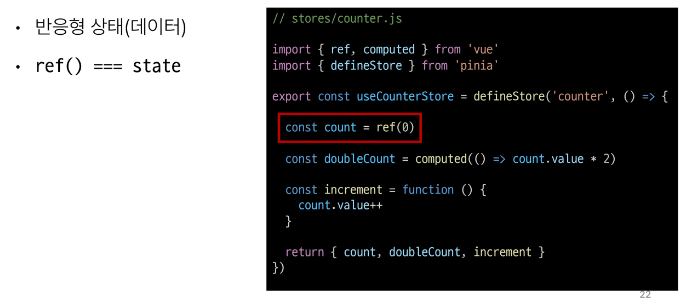 • 반응형 상태(데이터)
• ref() === state
// stores/counter.js
import { ref, computed } from 'vue'
import { defineStore } from 'pinia'
export const useCounterStore = defineStore('counter', () => {
const count = ref(0)
const doubleCount = computed(() => count.value * 2)
const increment = function () {
count.value++
}
return { count, doubleCount, increment }
})
22